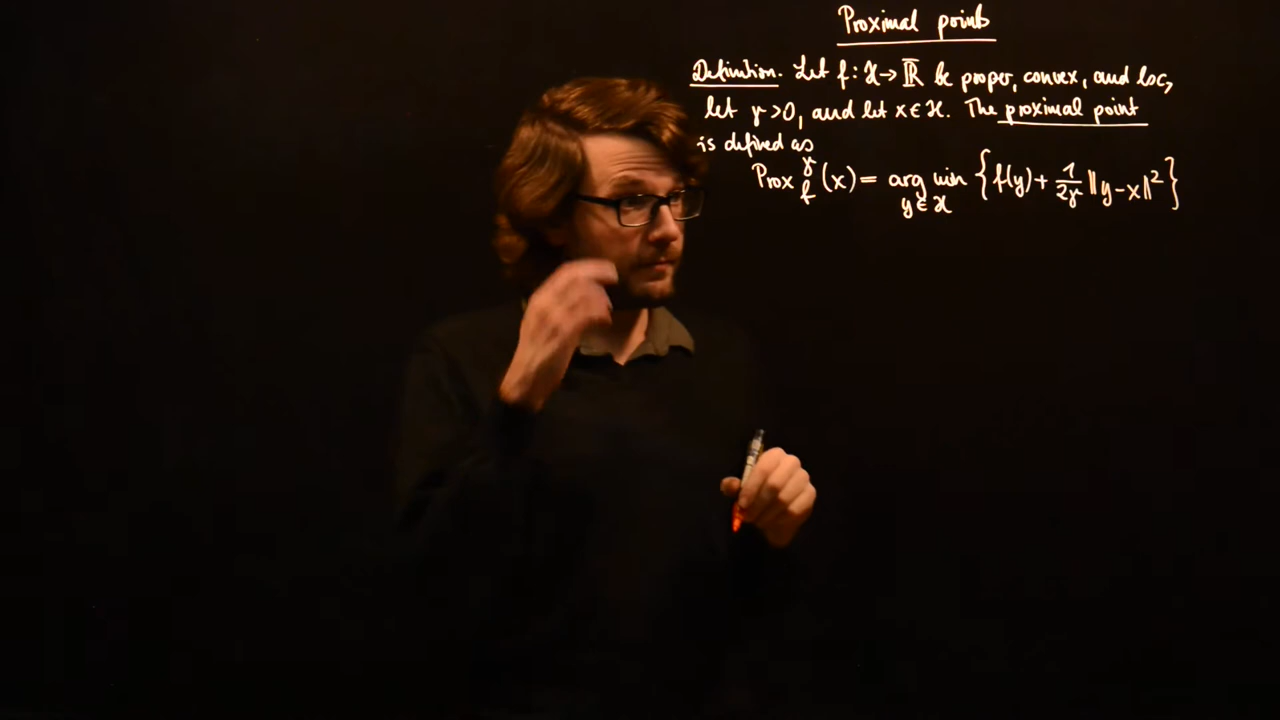 Proximal points
Definition. Let f: ℋ → ℝ̄ be proper, convex, and lsc,
let γ > 0, and let x ∈ ℋ. The proximal point
is defined as
Prox_f^γ (x) = arg min_{y ∈ ℋ} { f(y) + 1/2γ ‖y - x‖² }